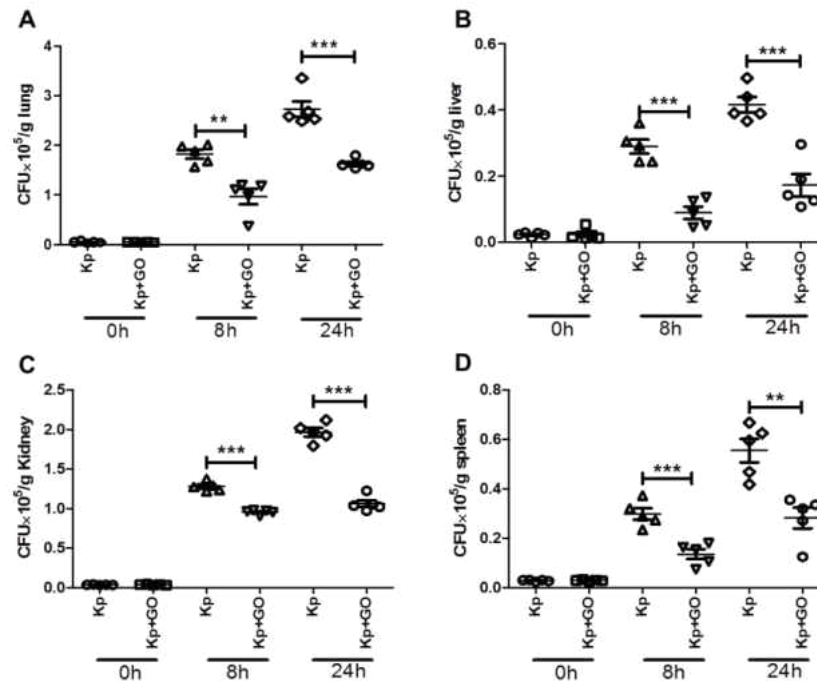 A
CFU×10⁵/g lung
4
3
2
1
0
**
***
Kp
Kp+GO
Kp
Kp+GO
Kp
Kp+GO
0h
8h
24h
B
CFU×10⁵/g liver
0.6
0.4
0.2
0.0
***
***
Kp
Kp+GO
Kp
Kp+GO
Kp
Kp+GO
0h
8h
24h
C
CFU×10⁵/g Kidney
2.5
2.0
1.5
1.0
0.5
0.0
***
***
Kp
Kp+GO
Kp
Kp+GO
Kp
Kp+GO
0h
8h
24h
D
CFU×10⁵/g spleen
0.8
0.6
0.4
0.2
0.0
***
**
Kp
Kp+GO
Kp
Kp+GO
Kp
Kp+GO
0h
8h
24h